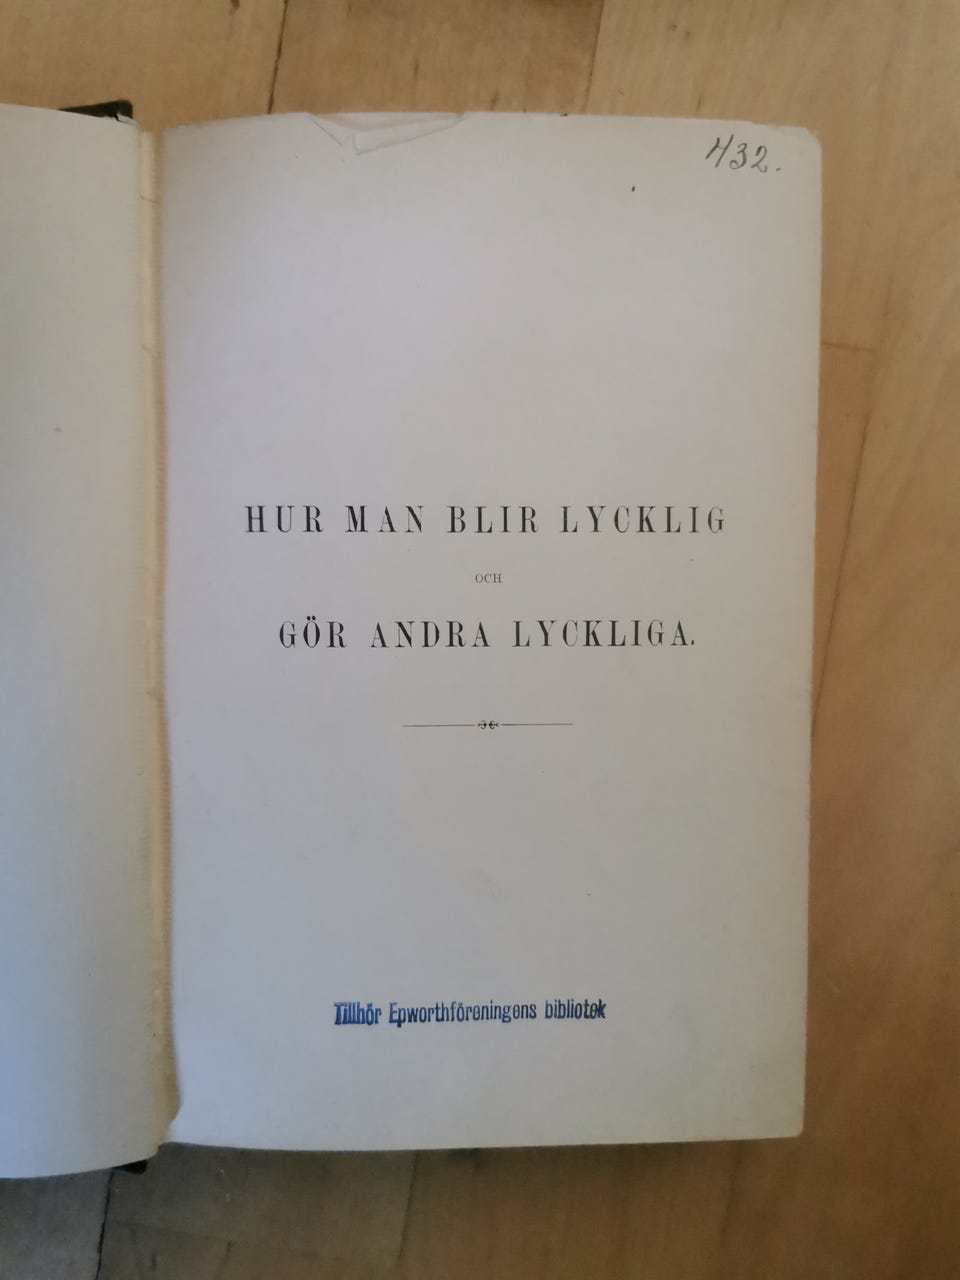 432.
HUR MAN BLIR LYCKLIG
OCH
GÖR ANDRA LYCKLIGA.
Tillhör Epworthföreningens bibliotek